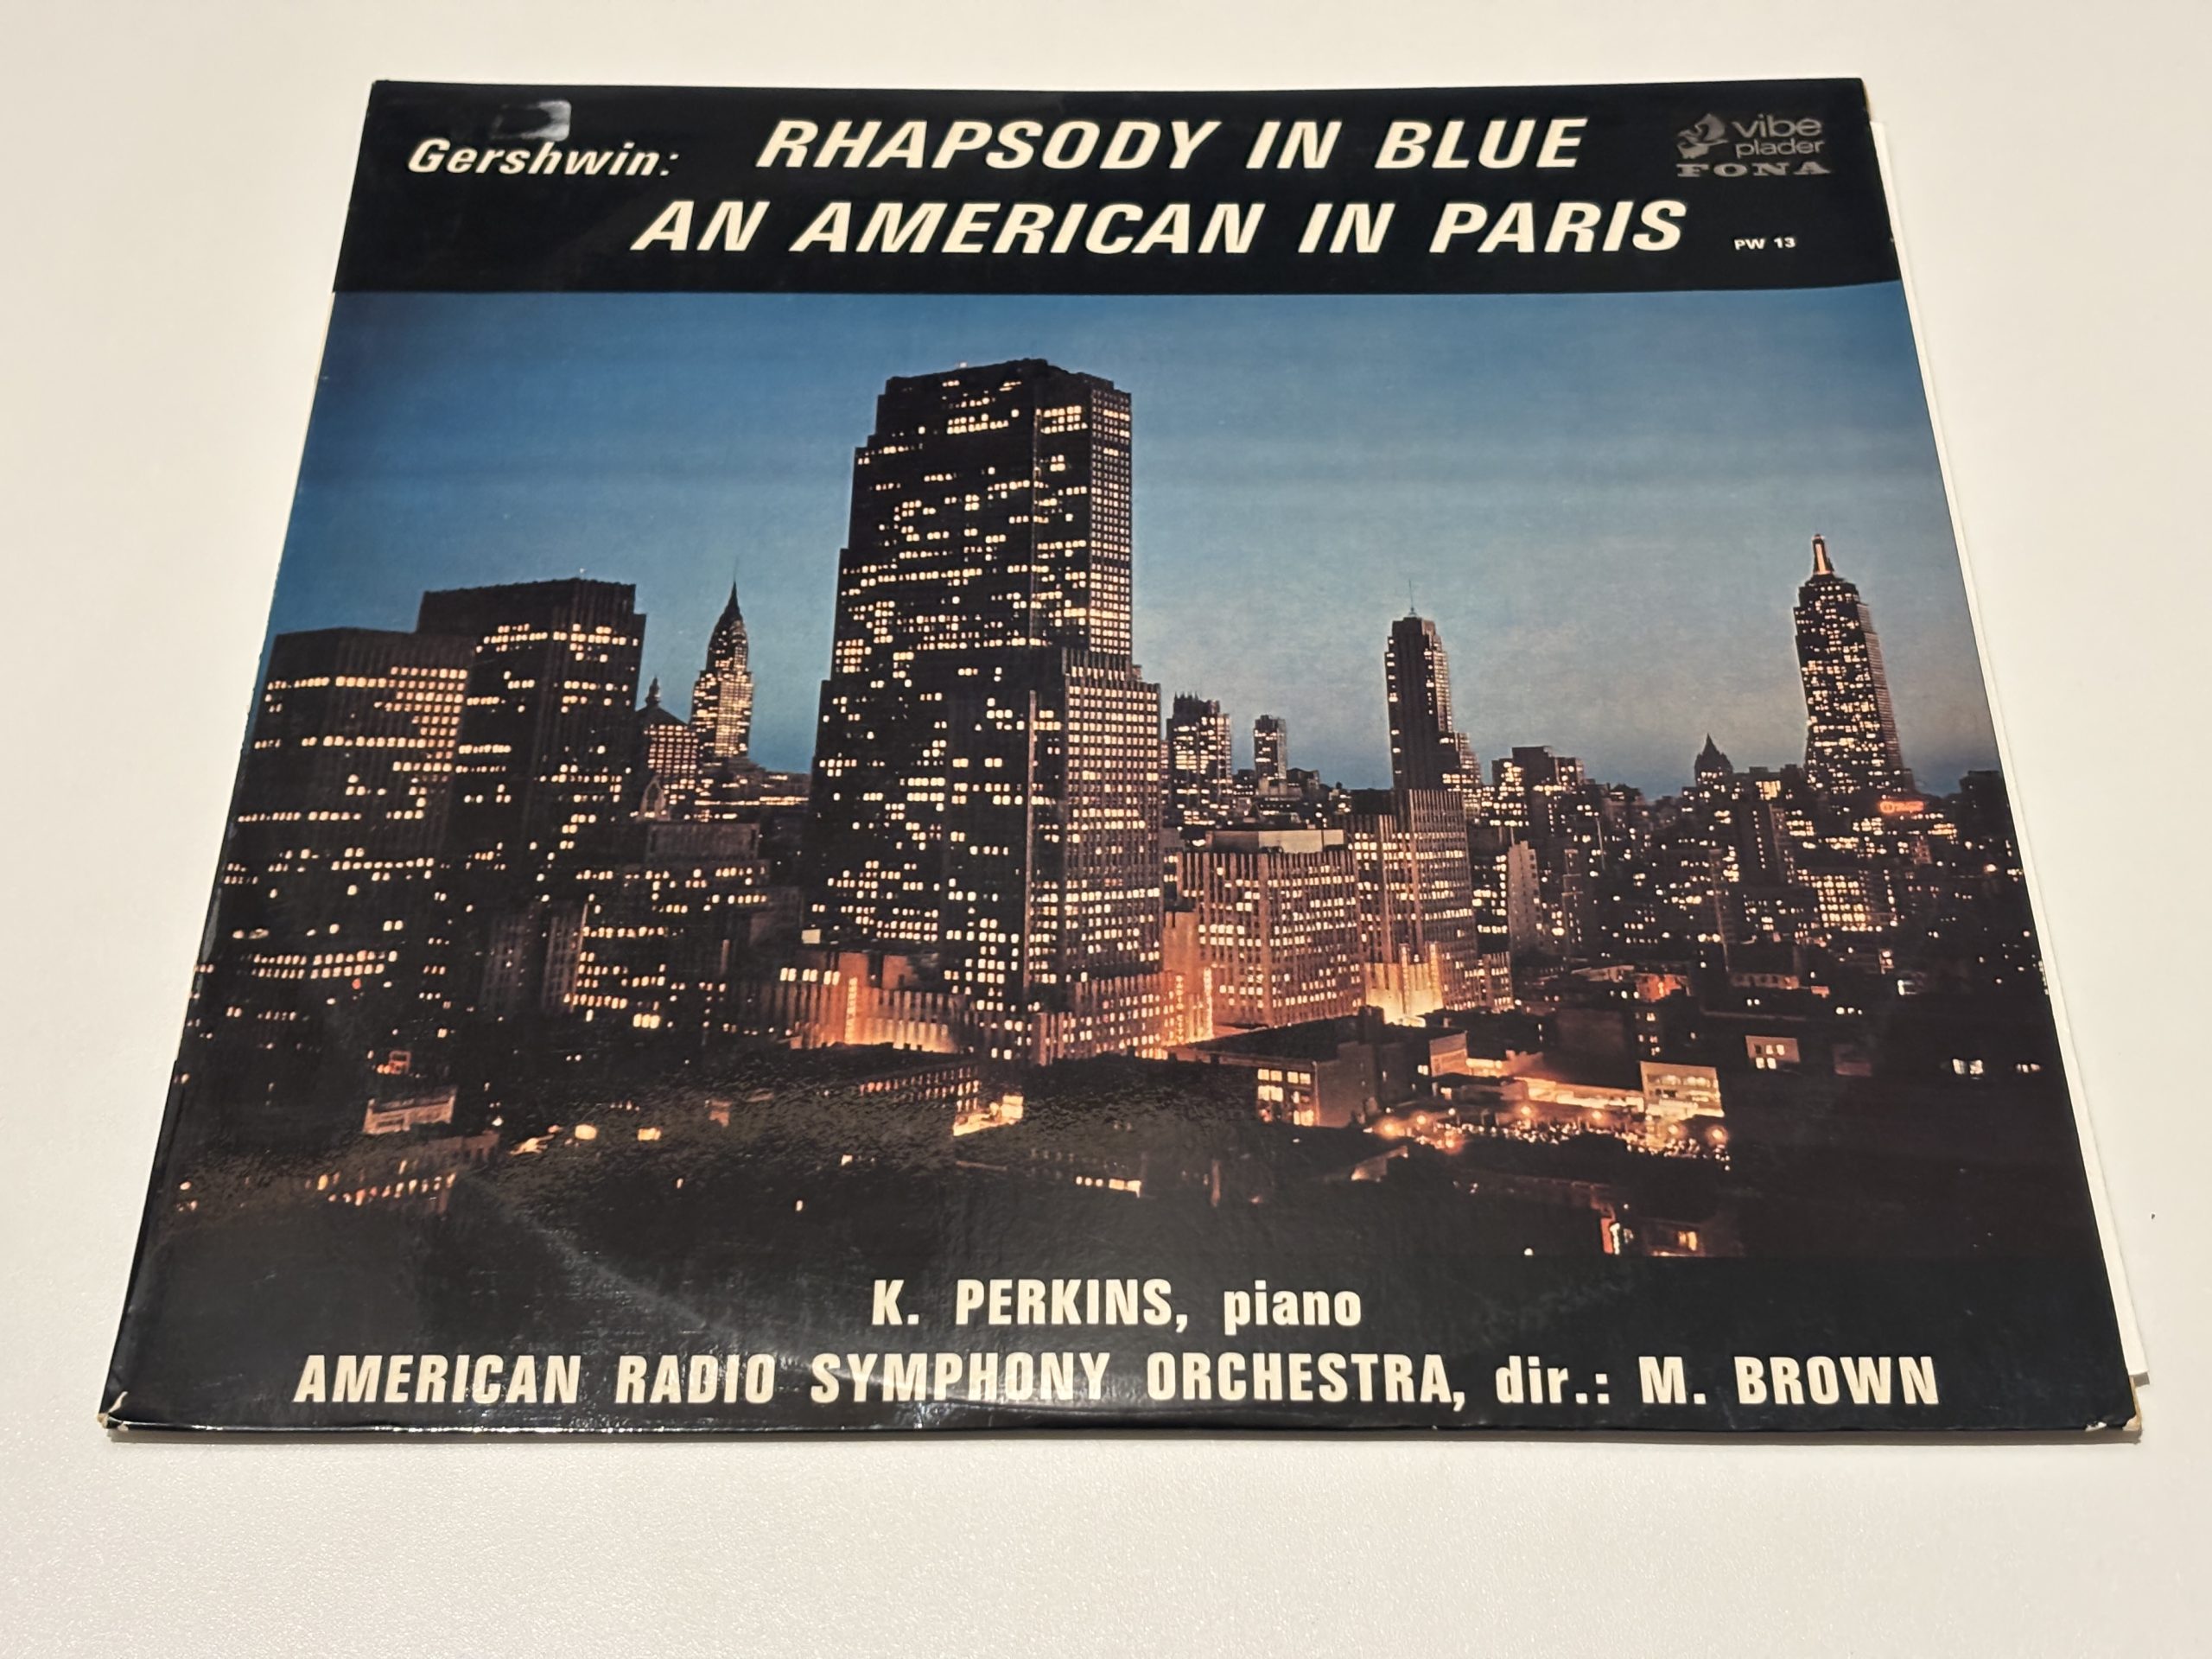 Gershwin: RHAPSODY IN BLUE
AN AMERICAN IN PARIS
vibe
plader
FONA
PW 13
K. PERKINS, piano
AMERICAN RADIO SYMPHONY ORCHESTRA, dir.: M. BROWN